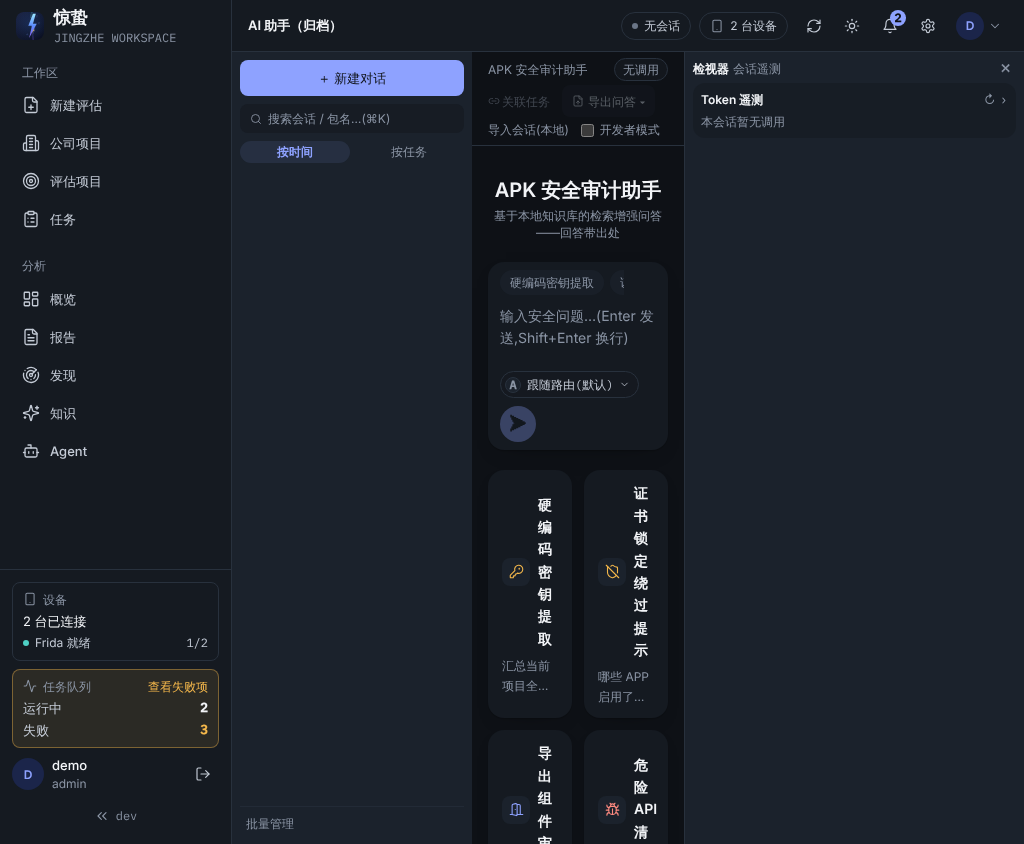 惊蛰
JINGZHE WORKSPACE
工作区
新建评估
公司项目
评估项目
任务
分析
概览
报告
发现
知识
Agent
设备
2 台已连接
Frida 就绪 1/2
任务队列 查看失败项
运行中 2
失败 3
D demo
admin
dev
AI 助手（归档）
无会话
2 台设备
2
D
+ 新建对话
搜索会话 / 包名...(⌘K)
按时间 按任务
批量管理
APK 安全审计助手 无调用
关联任务 导出问答
导入会话(本地) 开发者模式
APK 安全审计助手
基于本地知识库的检索增强问答
——回答带出处
硬编码密钥提取
输入安全问题...(Enter 发
送,Shift+Enter 换行)
A 跟随路由(默认)
硬编码密钥提取
汇总当前
项目全...
证书锁定绕过提示
哪些 APP
启用了...
导出组件
危险 API 清
检视器 会话遥测
Token 遥测
本会话暂无调用